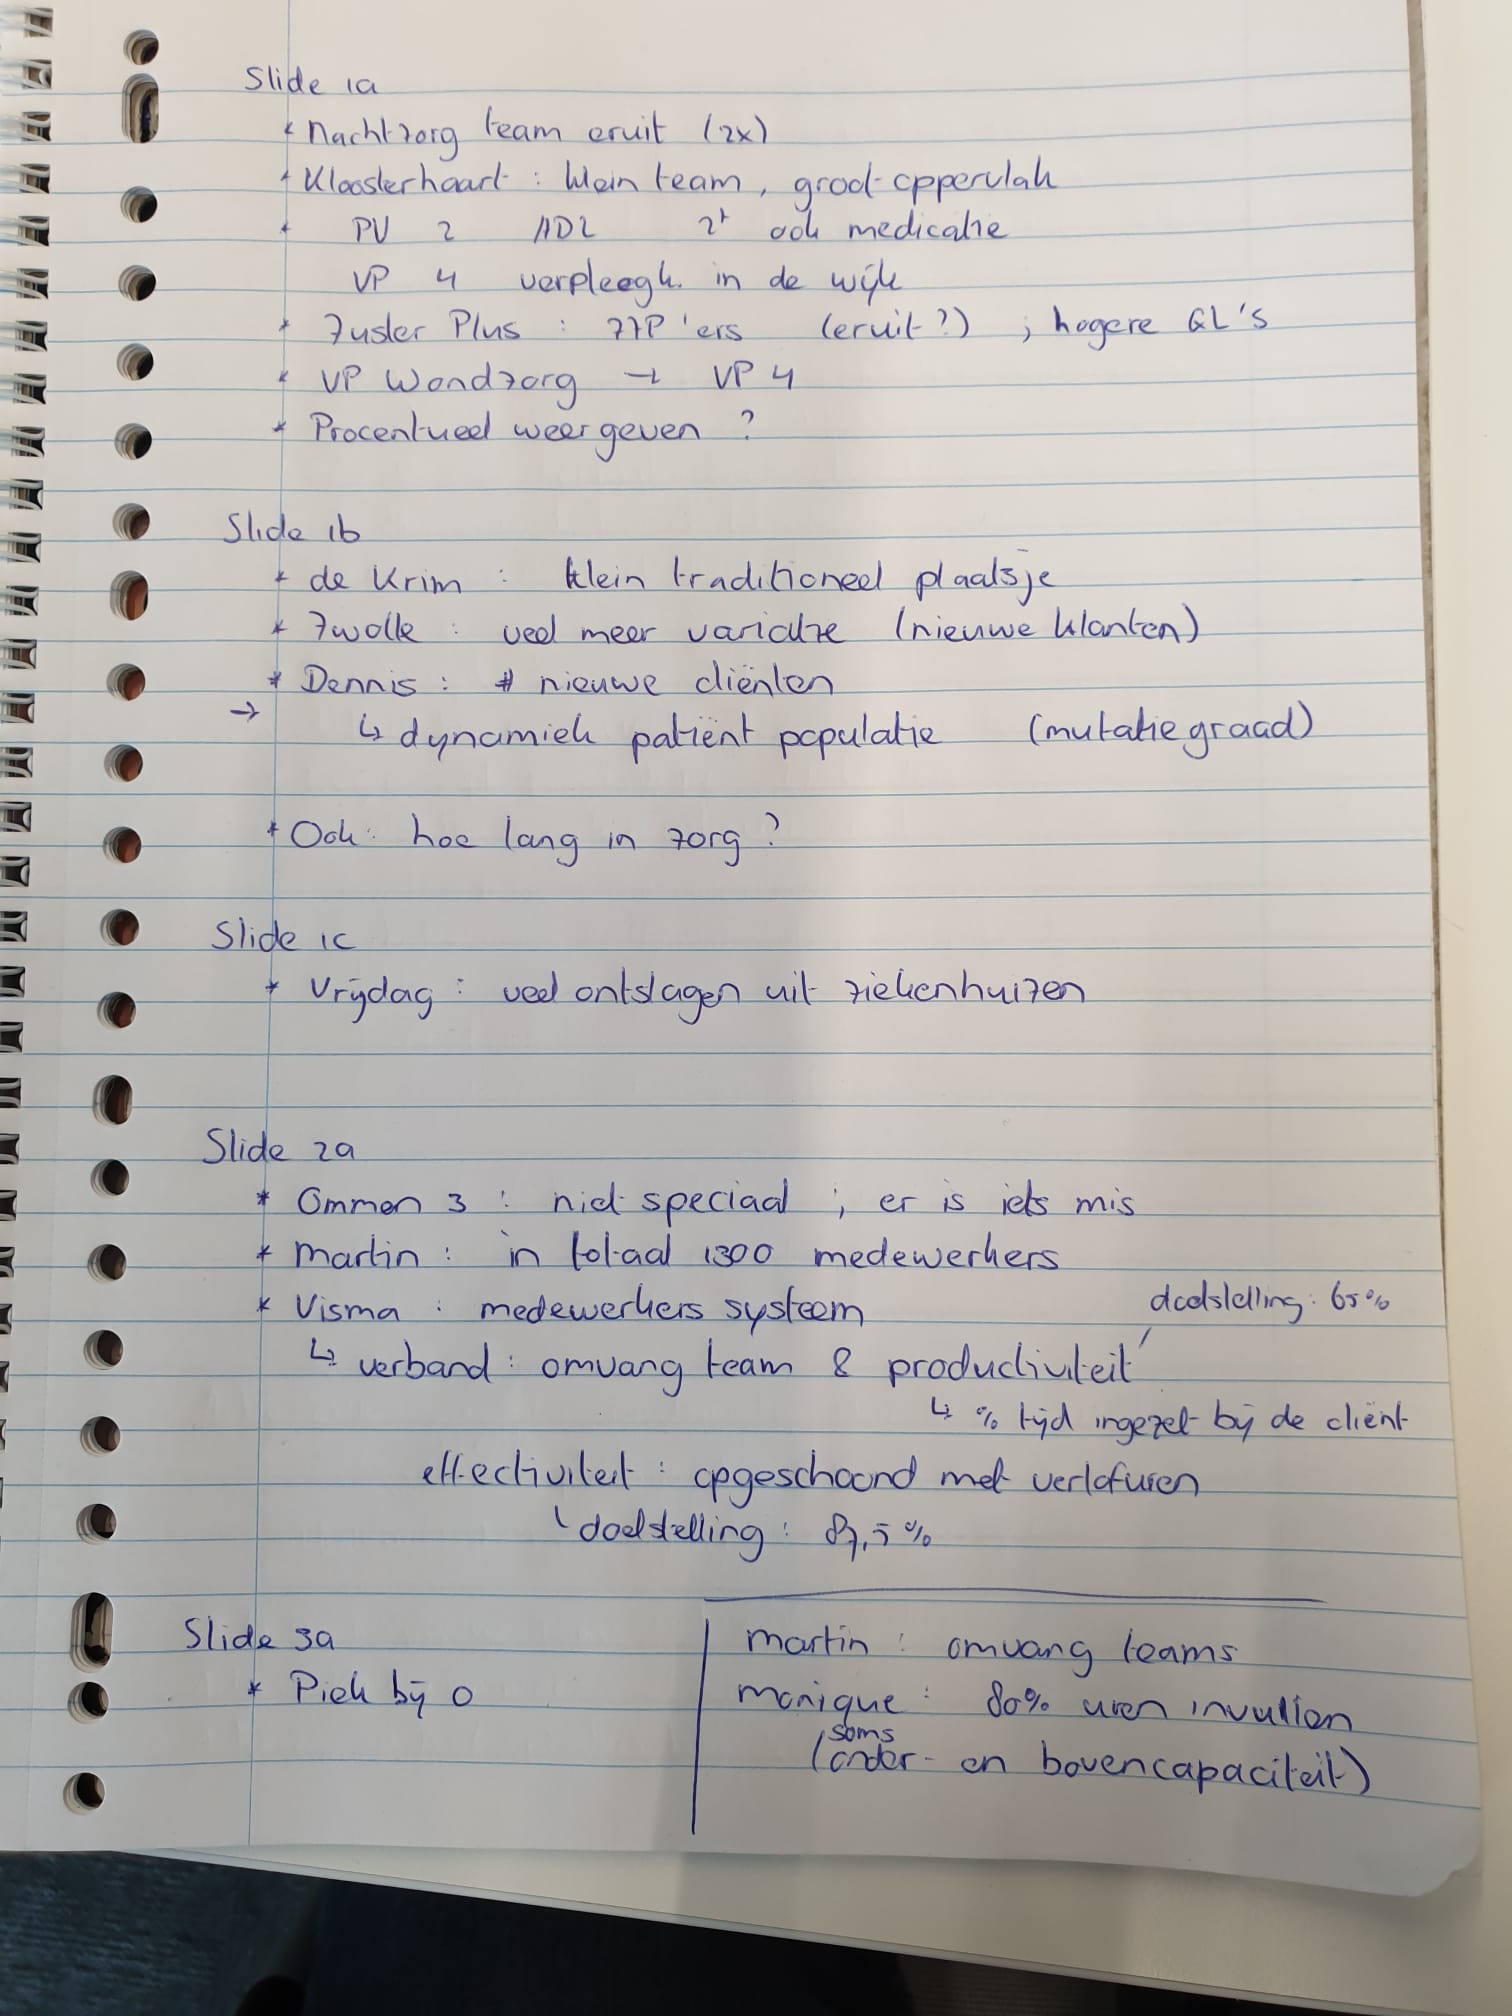 Slide 1a
* Nachtzorg team eruit (2x)
* Kloosterhaart : klein team, groot oppervlak
* PV 2 ADL 2+ ook medicatie
VP 4 verpleegk. in de wijk
* Zuster Plus : ZZP'ers (eruit?) ; hogere QL's
* VP Wondzorg → VP 4
* Procentueel weergeven ?
Slide 1b
* de Krim : klein traditioneel plaatsje
* Zwolle : veel meer variatie (nieuwe klanten)
* Dennis : # nieuwe cliënten
→ ↳ dynamiek patiënt populatie (mutatiegraad)
* Ook: hoe lang in zorg ?
Slide 1c
* Vrijdag : veel ontslagen uit ziekenhuizen
Slide 2a
* Ommen 3 : niet speciaal ; er is iets mis
* Martin : in totaal 1300 medewerkers
* Visma : medewerkers systeem
doelstelling: 65%
↳ verband : omvang team & productiviteit
↳ % tijd ingezet bij de cliënt
effectiviteit : opgeschoond met verlofuren
↳ doelstelling : 87,5 %
Slide 3a
* Piek bij 0
Martin : omvang teams
Monique : 80% uren invullen
soms
(onder- en bovencapaciteit)